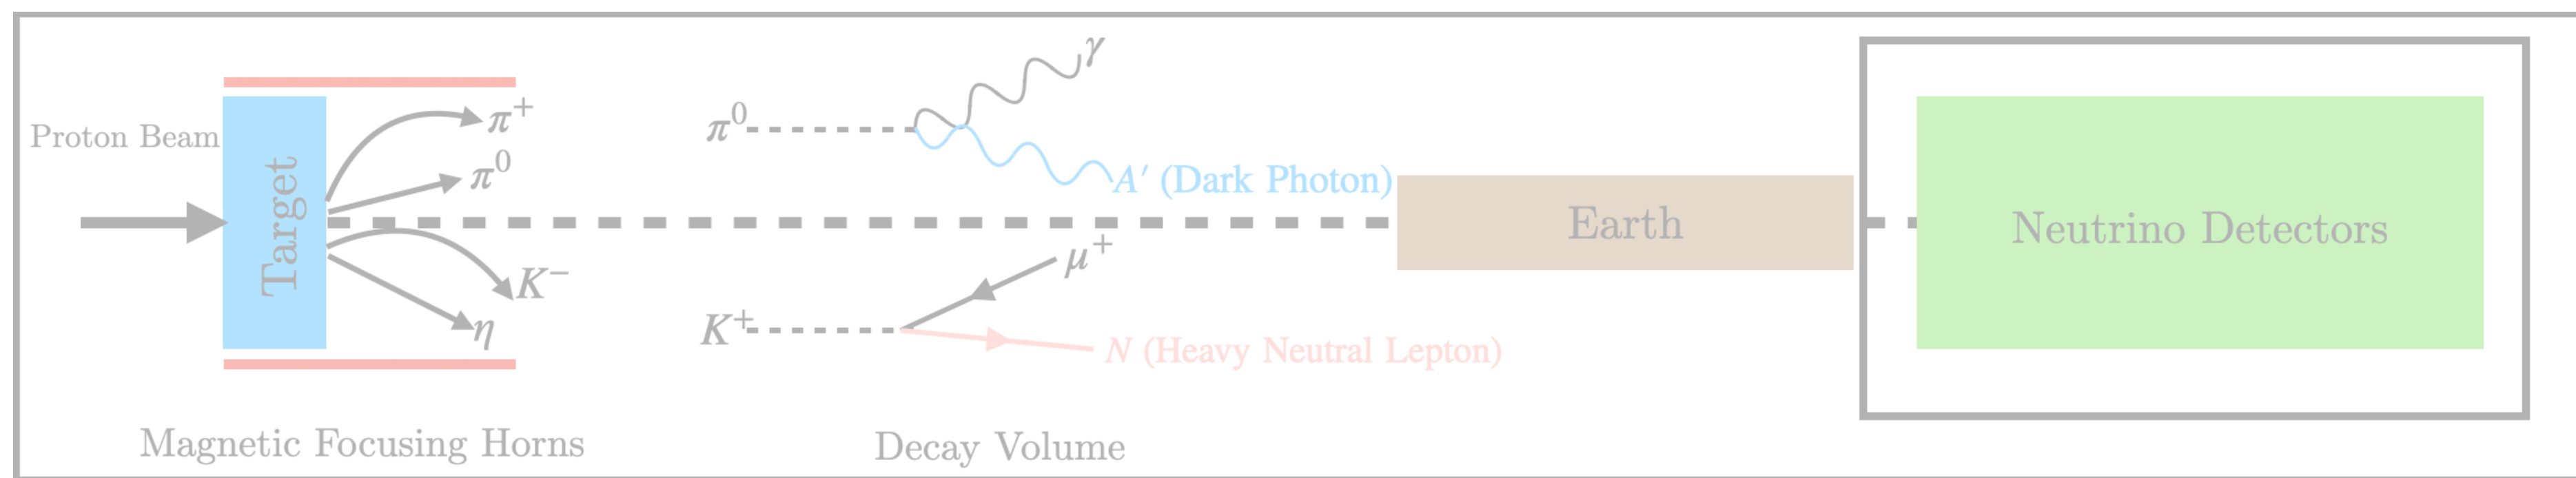 Proton Beam
Target
π⁺
π⁰
K⁻
η
Magnetic Focusing Horns
π⁰
γ
A′ (Dark Photon)
K⁺
μ⁺
N (Heavy Neutral Lepton)
Decay Volume
Earth
Neutrino Detectors